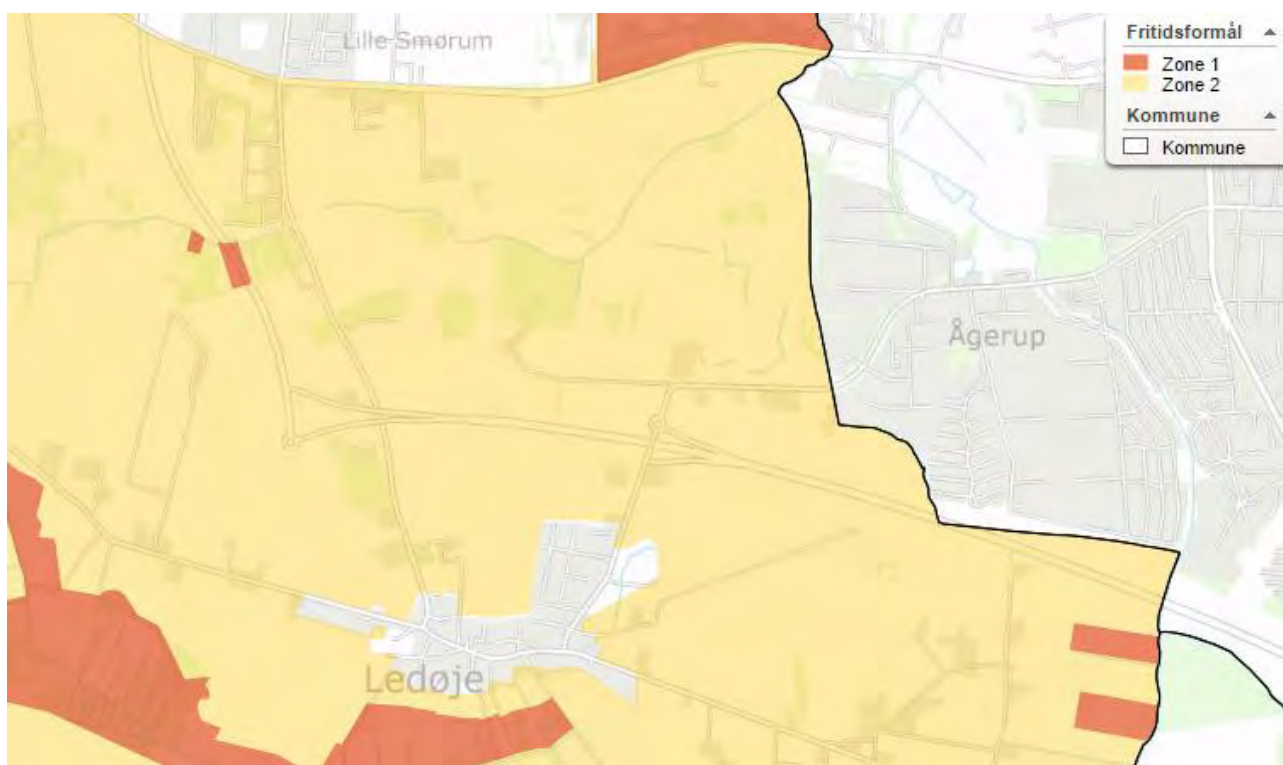 Lille Smørum
Fritidsformål
Zone 1
Zone 2
Kommune
Kommune
Ågerup
Ledøje